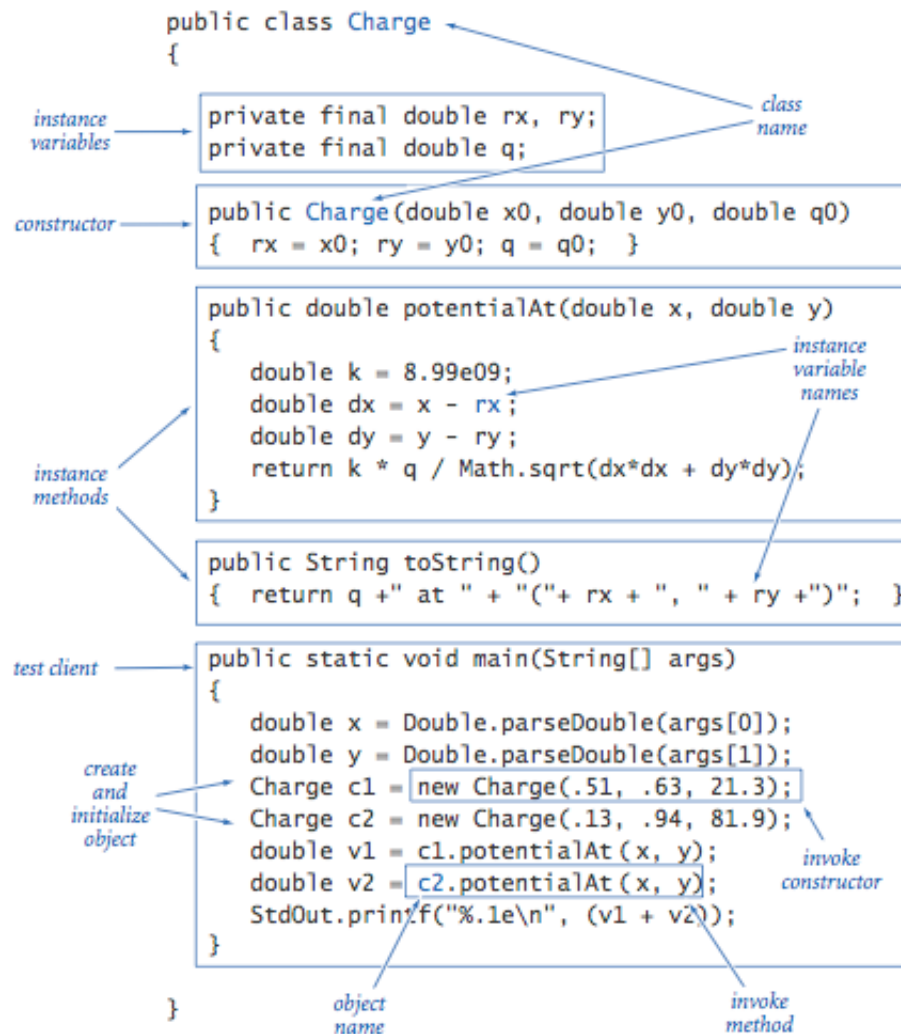 public class Charge
{
class
name
instance
variables
private final double rx, ry;
private final double q;
constructor
public Charge(double x0, double y0, double q0)
{  rx = x0; ry = y0; q = q0;  }
instance
methods
public double potentialAt(double x, double y)
{
   double k = 8.99e09;
   double dx = x - rx;
   double dy = y - ry;
   return k * q / Math.sqrt(dx*dx + dy*dy);
}
instance
variable
names
public String toString()
{  return q +" at " + "("+ rx + ", " + ry +")";  }
test client
public static void main(String[] args)
{
   double x = Double.parseDouble(args[0]);
   double y = Double.parseDouble(args[1]);
   Charge c1 = new Charge(.51, .63, 21.3);
   Charge c2 = new Charge(.13, .94, 81.9);
   double v1 = c1.potentialAt(x, y);
   double v2 = c2.potentialAt(x, y);
   StdOut.printf("%.1e\n", (v1 + v2));
}
create
and
initialize
object
invoke
constructor
}
object
name
invoke
method